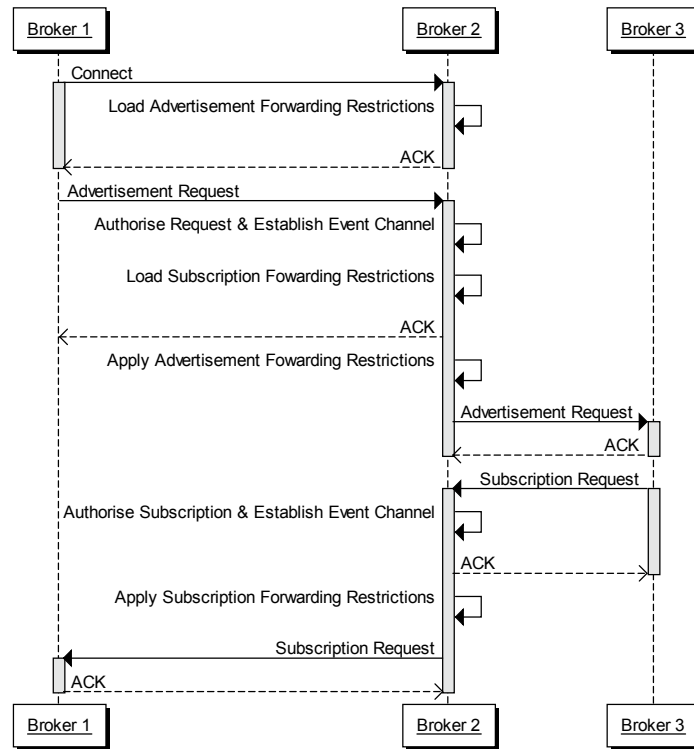 Broker 1 Broker 2 Broker 3
Connect
Load Advertisement Forwarding Restrictions
ACK
Advertisement Request
Authorise Request & Establish Event Channel
Load Subscription Fowarding Restrictions
ACK
Apply Advertisement Fowarding Restrictions
Advertisement Request
ACK
Subscription Request
Authorise Subscription & Establish Event Channel
ACK
Apply Subscription Forwarding Restrictions
Subscription Request
ACK
Broker 1 Broker 2 Broker 3